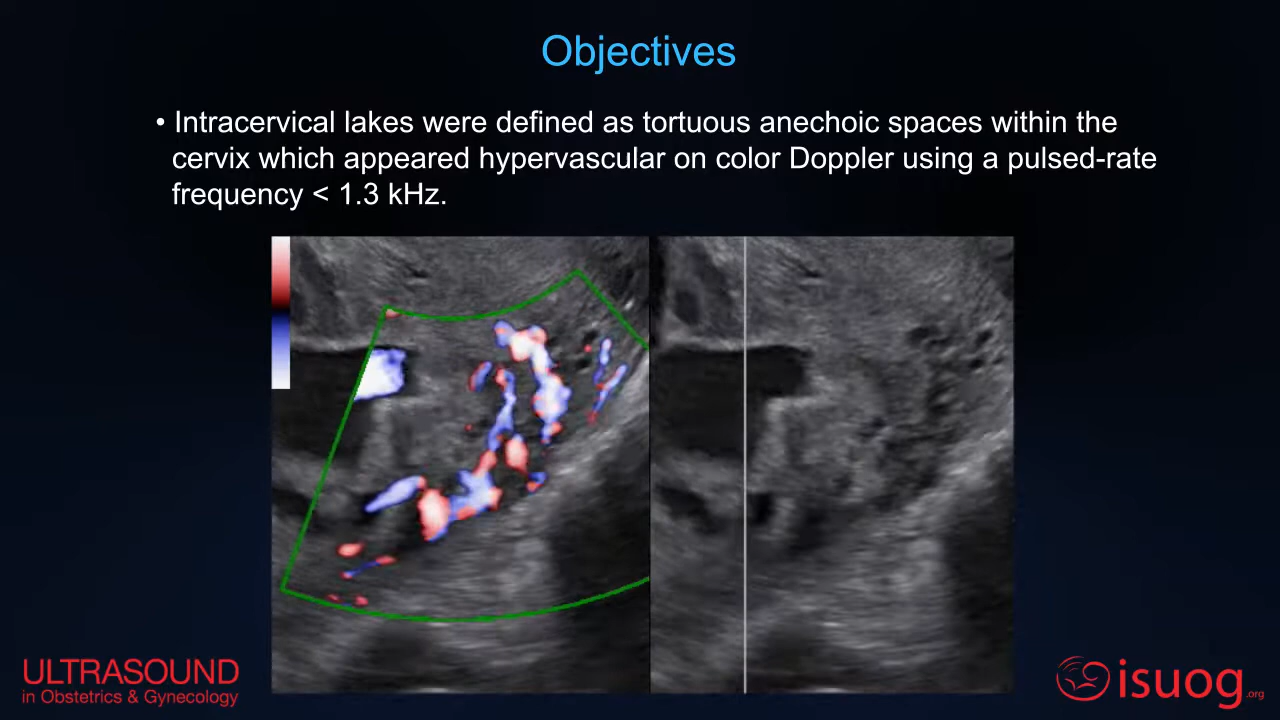 Objectives
• Intracervical lakes were defined as tortuous anechoic spaces within the
cervix which appeared hypervascular on color Doppler using a pulsed-rate
frequency < 1.3 kHz.
ULTRASOUND
in Obstetrics & Gynecology
isuog.org